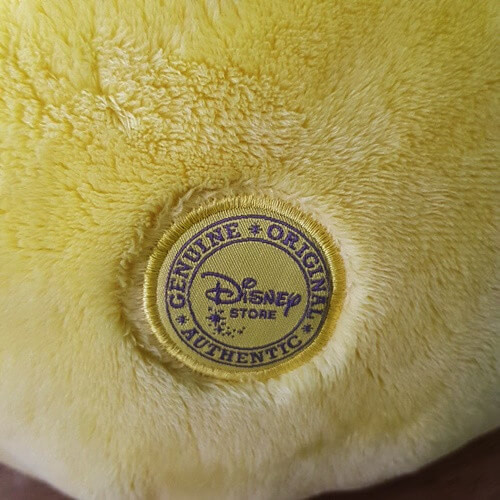 GENUINE * ORIGINAL
Disney
STORE
* AUTHENTIC *